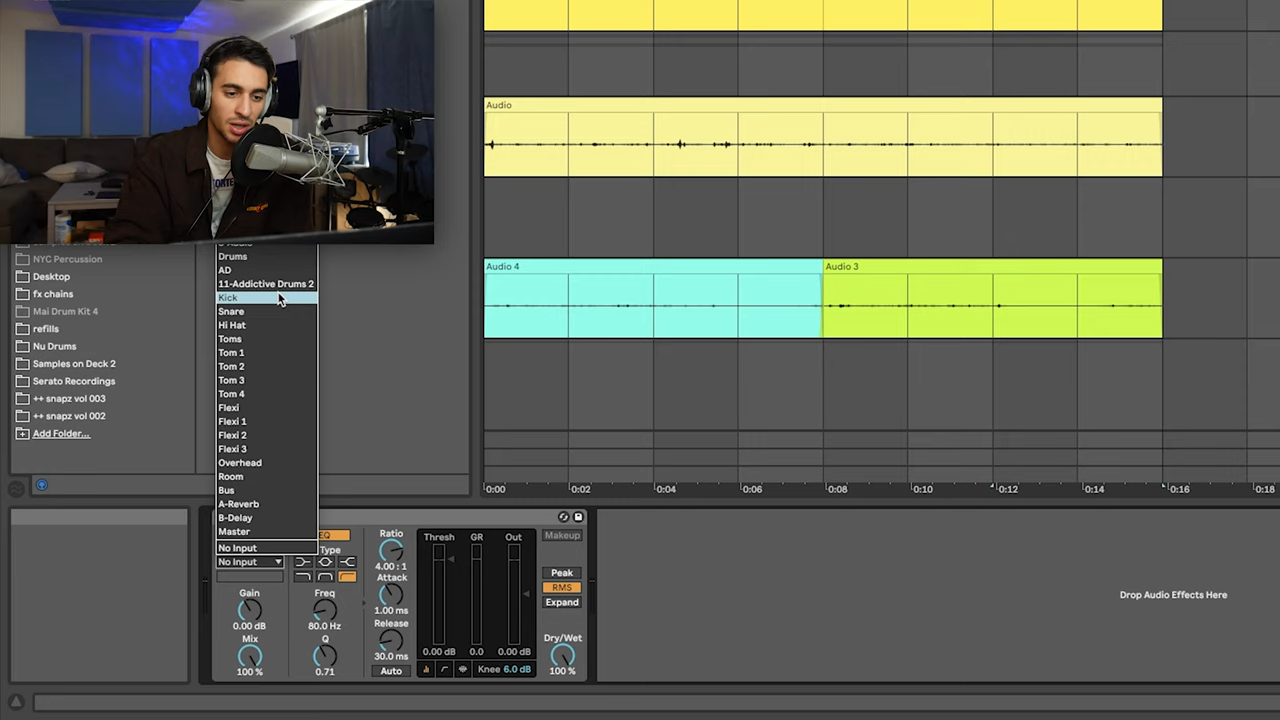 NYC Percussion
Desktop
fx chains
Mai Drum Kit 4
refills
Nu Drums
Samples on Deck 2
Serato Recordings
++ snapz vol 003
++ snapz vol 002
Add Folder...
Drums
AD
11-Addictive Drums 2
Kick
Snare
Hi Hat
Toms
Tom 1
Tom 2
Tom 3
Tom 4
Flexi
Flexi 1
Flexi 2
Flexi 3
Overhead
Room
Bus
A-Reverb
B-Delay
Master
No Input
No Input
Audio
Audio 4
Audio 3
0:00
0:02
0:04
0:06
0:08
0:10
0:12
0:14
0:16
0:18
EQ
Type
Gain
0.00 dB
Mix
100 %
Freq
80.0 Hz
Q
0.71
Ratio
4.00 : 1
Attack
1.00 ms
Release
30.0 ms
Auto
Thresh
GR
Out
0.00 dB
0.0
0.00 dB
Knee 6.0 dB
Makeup
Peak
RMS
Expand
Dry/Wet
100 %
Drop Audio Effects Here